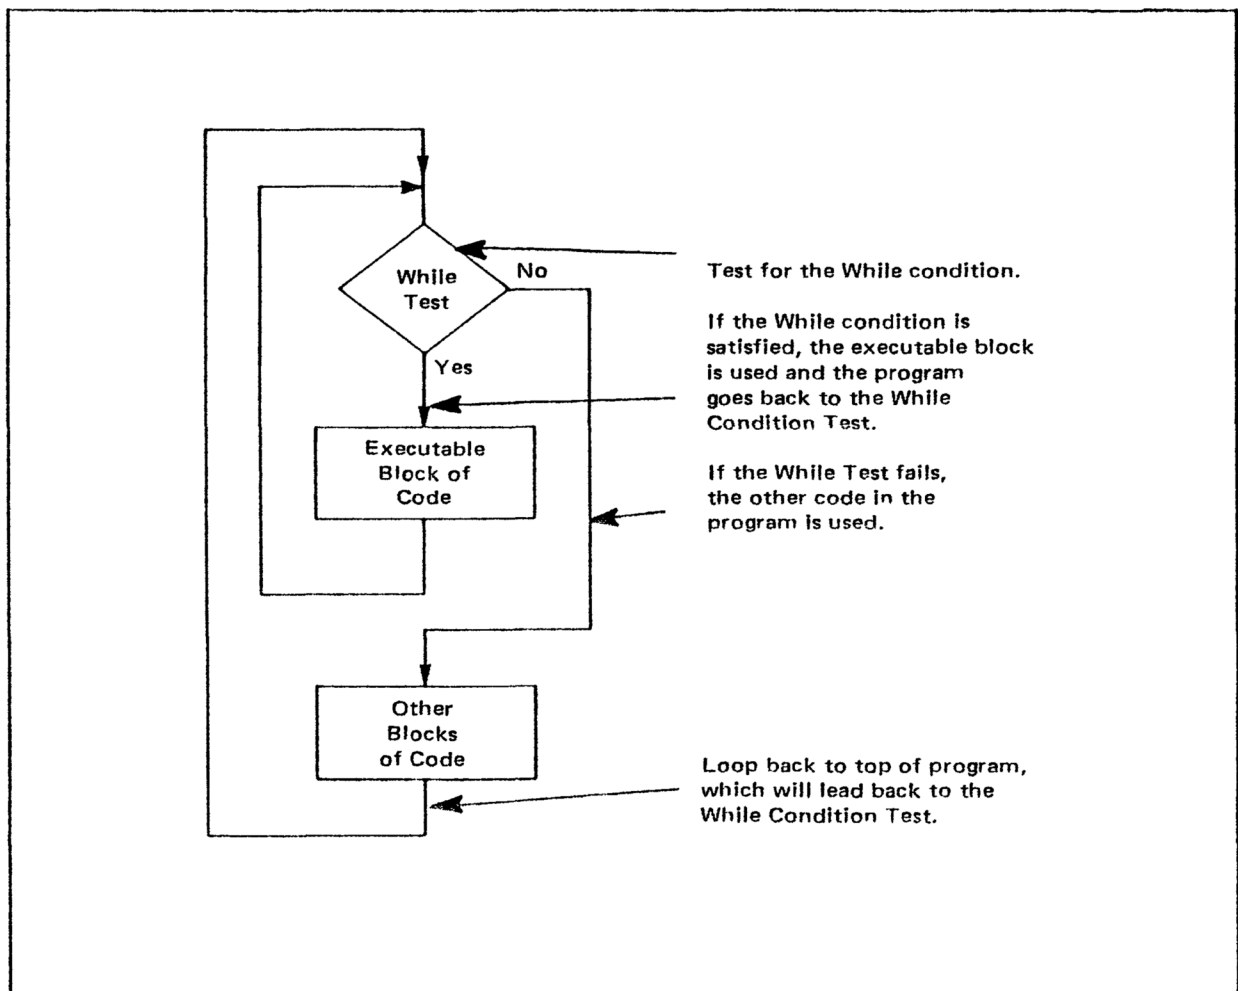 While
Test
No
Yes
Executable
Block of
Code
Other
Blocks
of Code
Test for the While condition.
If the While condition is
satisfied, the executable block
is used and the program
goes back to the While
Condition Test.
If the While Test fails,
the other code in the
program is used.
Loop back to top of program,
which will lead back to the
While Condition Test.